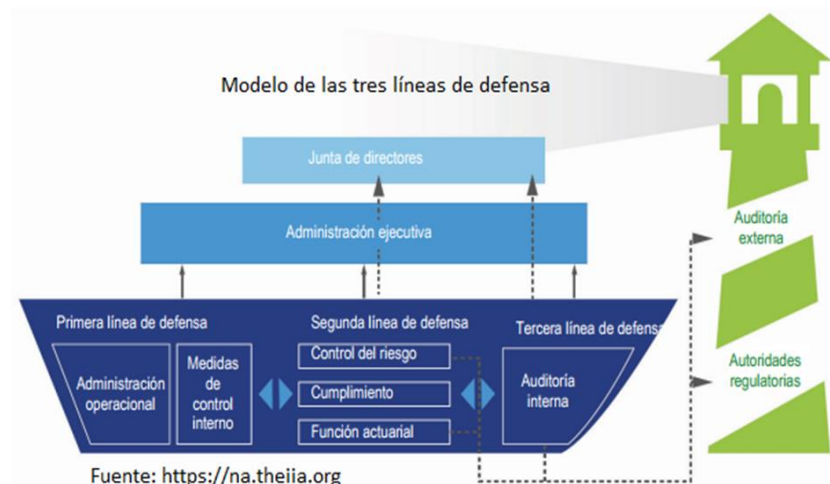 Modelo de las tres líneas de defensa
Junta de directores
Administración ejecutiva
Auditoría
externa
Primera línea de defensa
Segunda línea de defensa
Tercera línea de defensa
Administración
operacional
Medidas
de
control
interno
Control del riesgo
Cumplimiento
Función actuarial
Auditoría
interna
Autoridades
regulatorias
Fuente: https://na.theiia.org